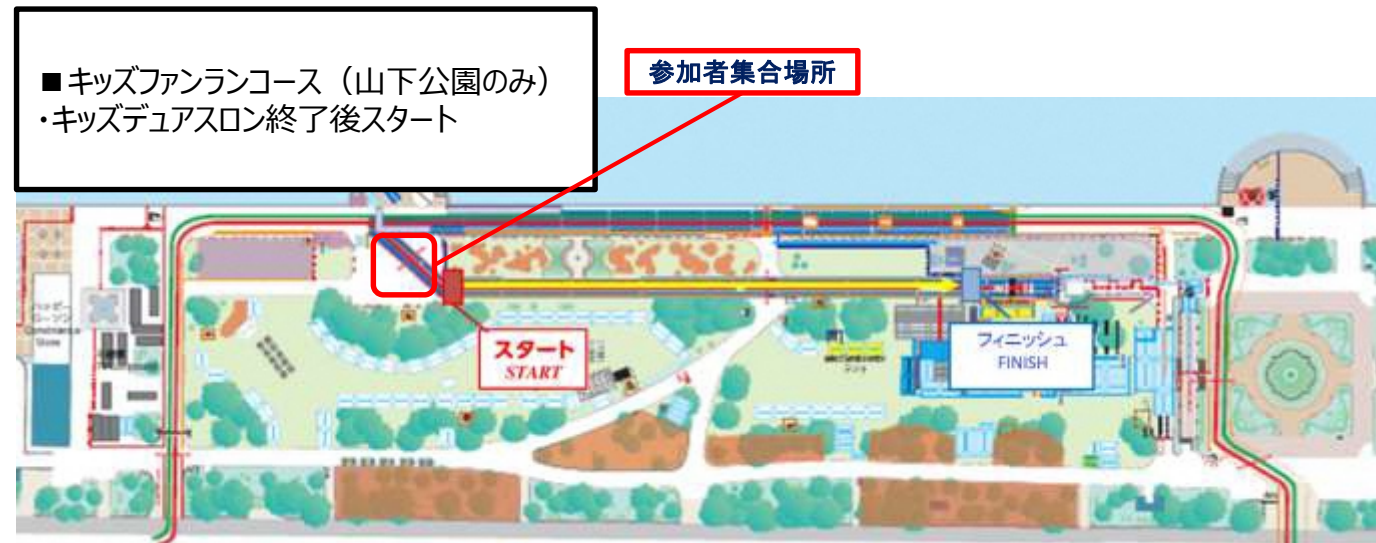 ■キッズファンランコース（山下公園のみ）
・キッズデュアスロン終了後スタート
参加者集合場所
スタート
START
フィニッシュ
FINISH